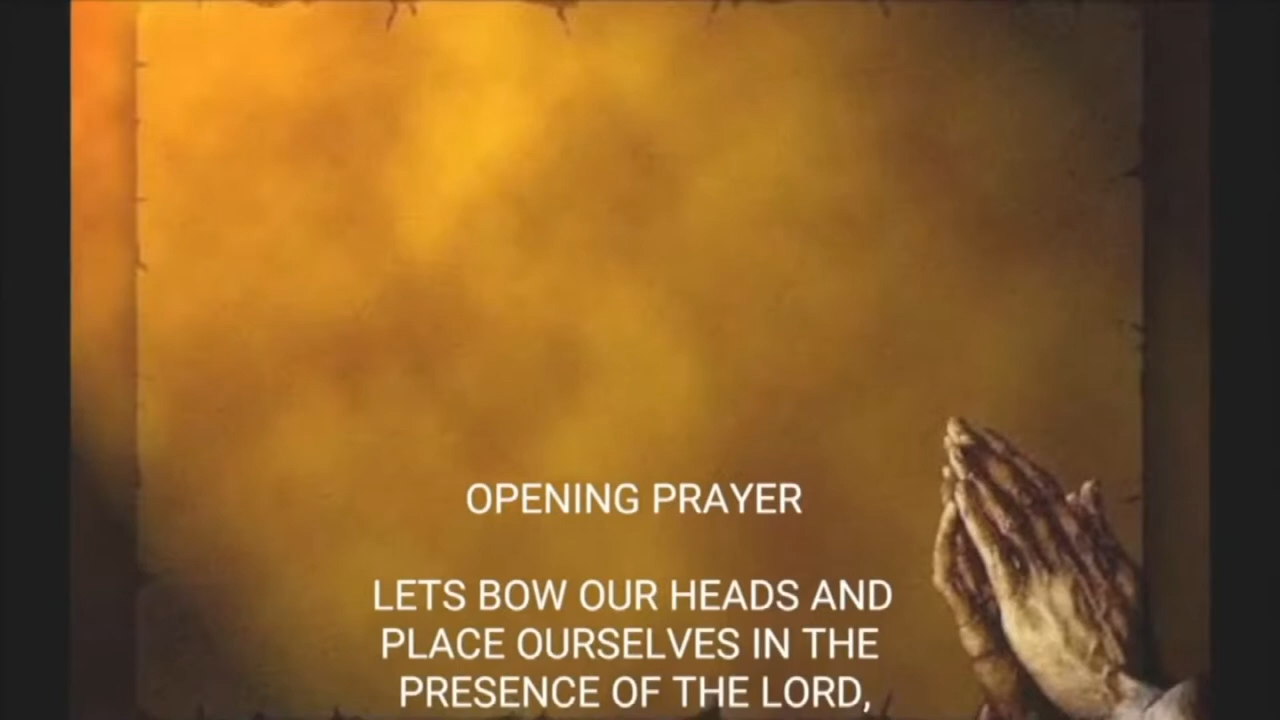 OPENING PRAYER
LETS BOW OUR HEADS AND
PLACE OURSELVES IN THE
PRESENCE OF THE LORD,